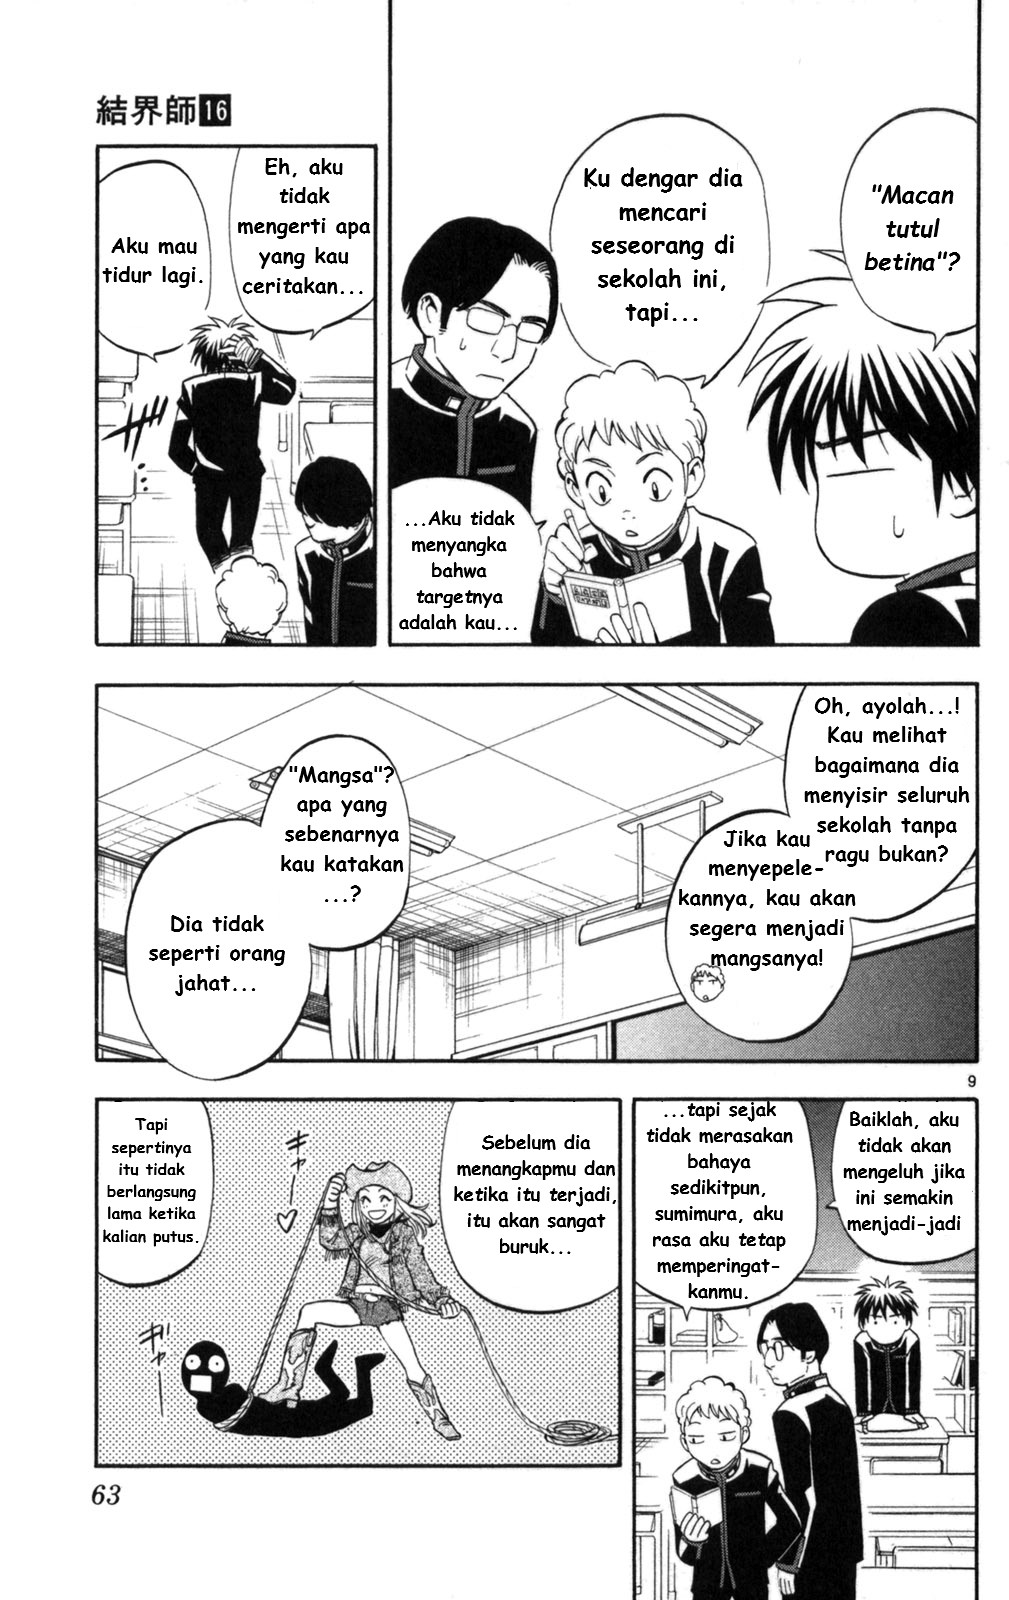 結界師16
"Macan
tutul
betina"?
Ku dengar dia
mencari
seseorang di
sekolah ini,
tapi...
...Aku tidak
menyangka
bahwa
targetnya
adalah kau...
Eh, aku
tidak
mengerti apa
yang kau
ceritakan...
Aku mau
tidur lagi.
Oh, ayolah...!
Kau melihat
bagaimana dia
menyisir seluruh
sekolah tanpa
ragu bukan?
Jika kau
menyepele-
kannya, kau akan
segera menjadi
mangsanya!
"Mangsa"?
apa yang
sebenarnya
kau katakan
...?
Dia tidak
seperti orang
jahat...
9
Baiklah, aku
tidak akan
mengeluh jika
ini semakin
menjadi-jadi
...tapi sejak
tidak merasakan
bahaya
sedikitpun,
sumimura, aku
rasa aku tetap
memperingat-
kanmu.
Sebelum dia
menangkapmu dan
ketika itu terjadi,
itu akan sangat
buruk...
Tapi
sepertinya
itu tidak
berlangsung
lama ketika
kalian putus.
63